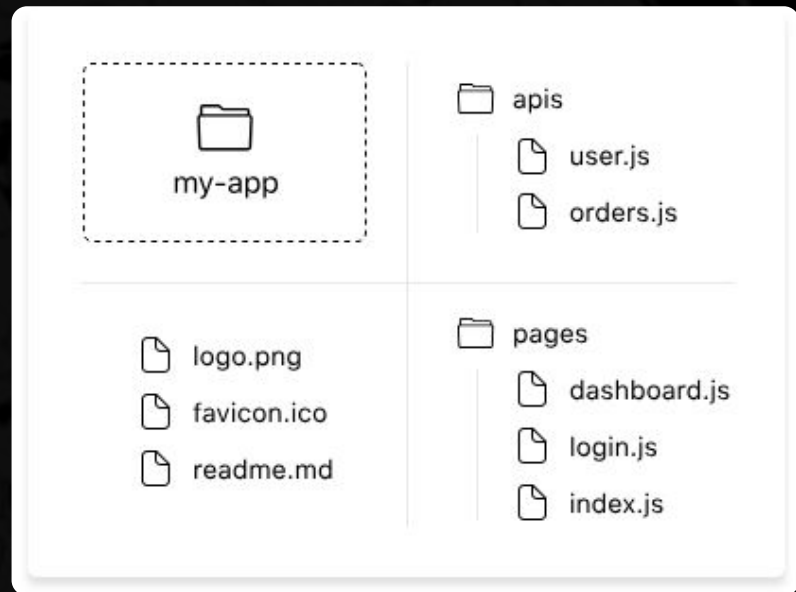 my-app
apis
user.js
orders.js
logo.png
favicon.ico
readme.md
pages
dashboard.js
login.js
index.js